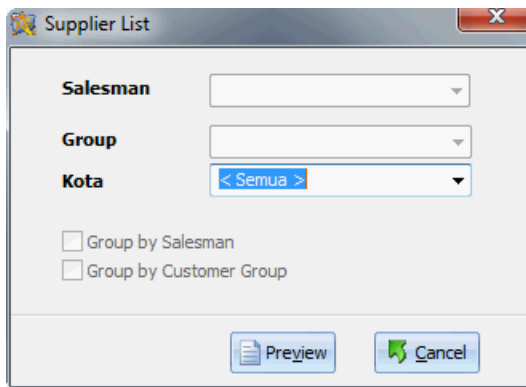 Supplier List
Salesman
Group
Kota < Semua >
Group by Salesman
Group by Customer Group
Preview Cancel